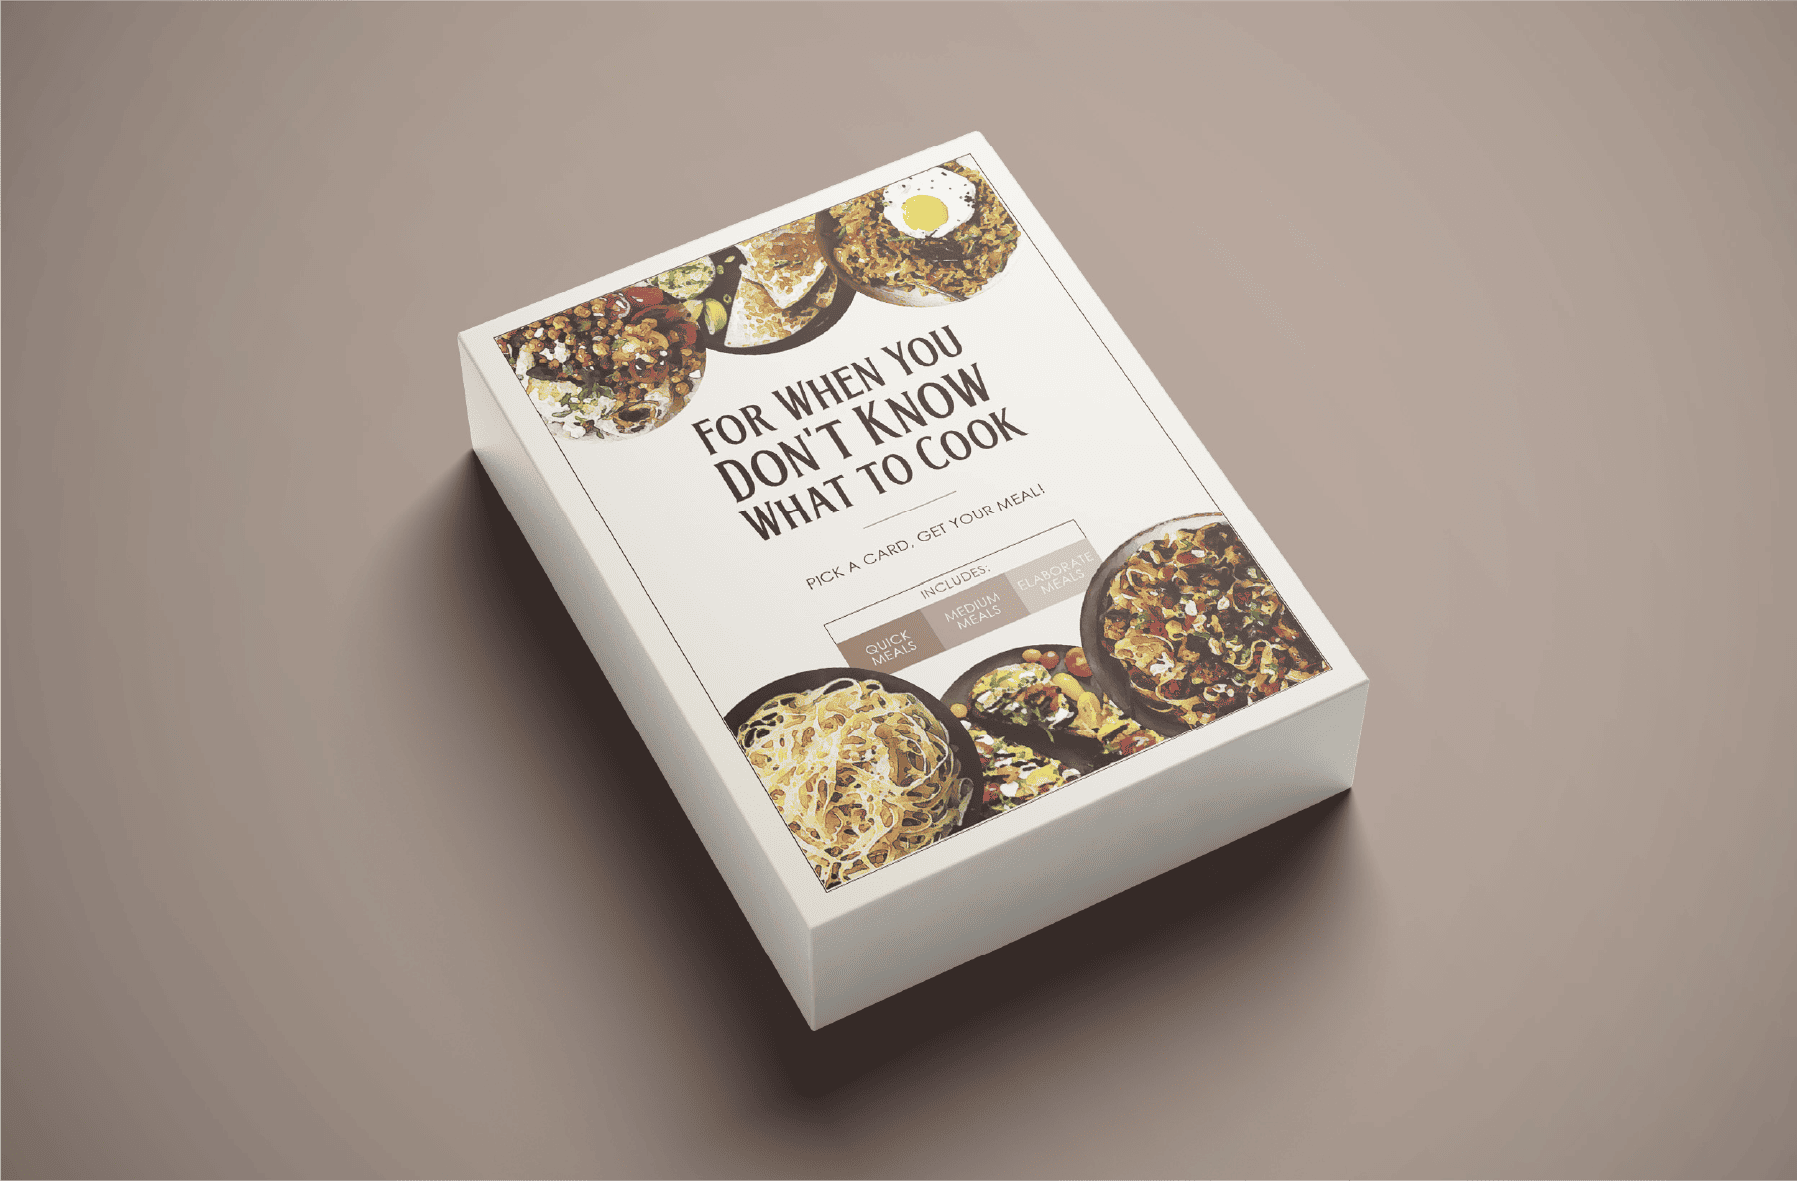 FOR WHEN YOU
DON'T KNOW
WHAT TO COOK
PICK A CARD, GET YOUR MEAL!
INCLUDES:
QUICK
MEALS
MEDIUM
MEALS
ELABORATE
MEALS